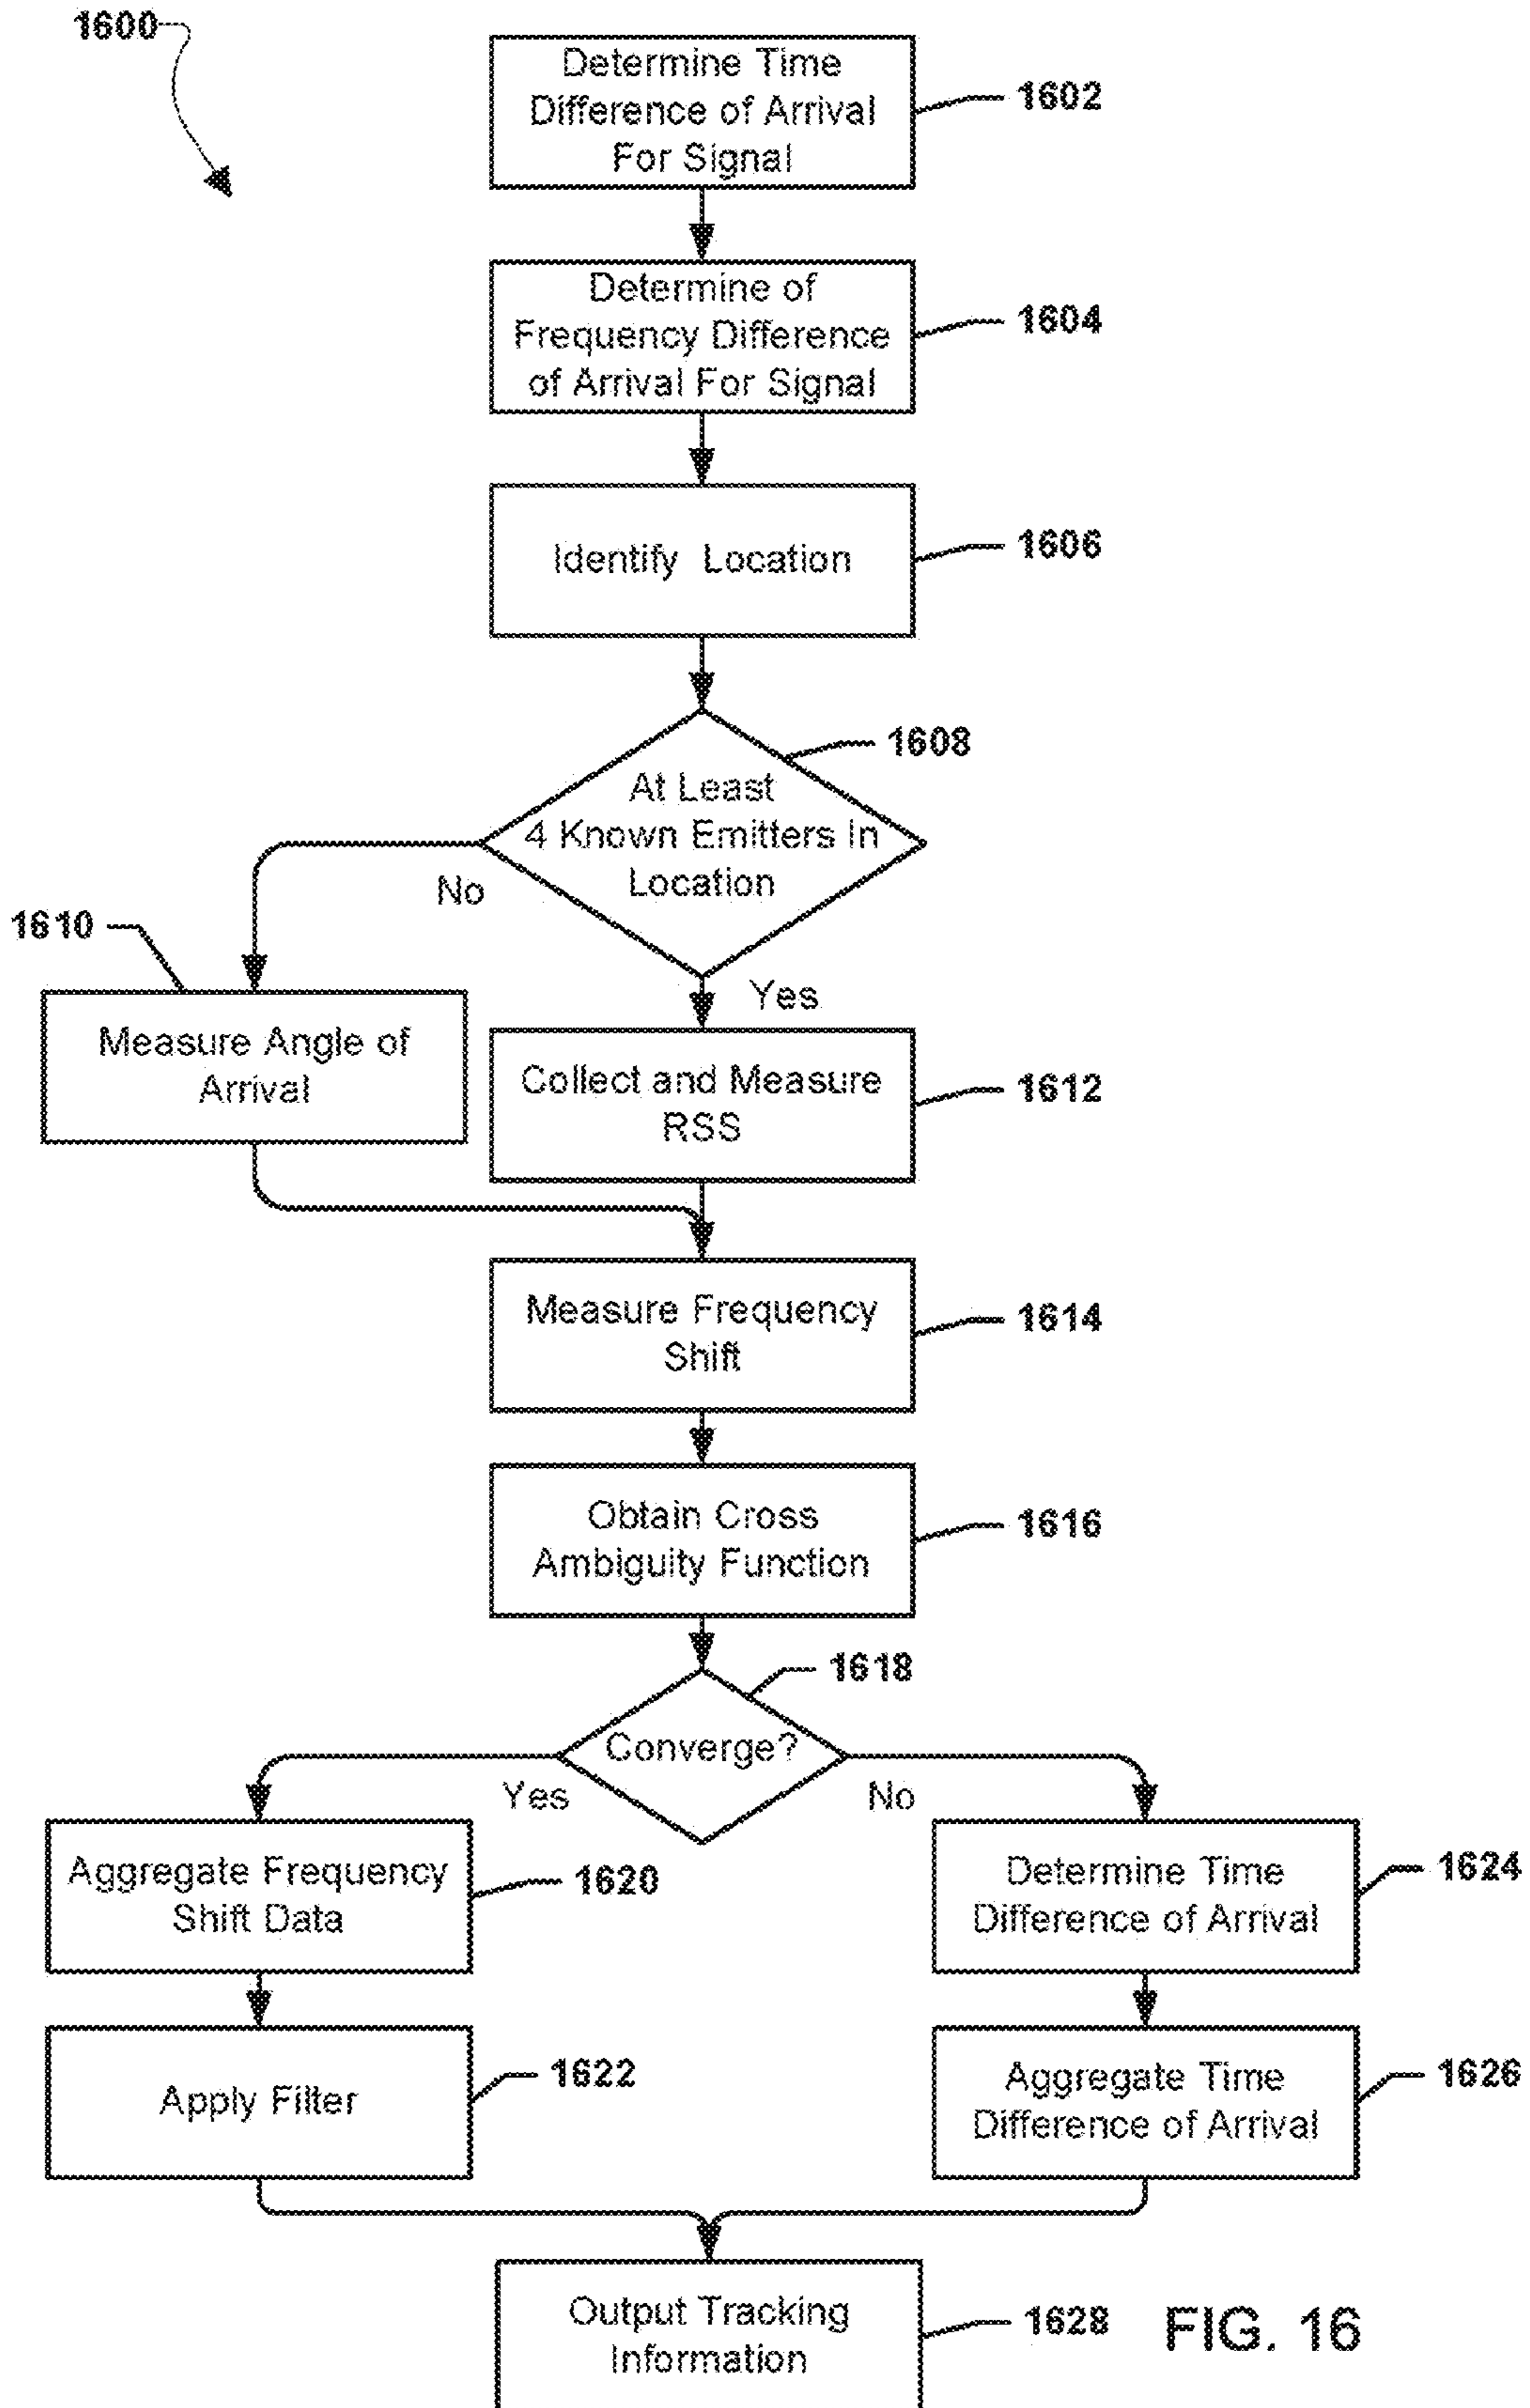 1600
Determine Time
Difference of Arrival
For Signal
1602
Determine of
Frequency Difference
of Arrival For Signal
1604
Identify Location
1606
1608
At Least
4 Known Emitters In
Location
No
Yes
1610
Measure Angle of
Arrival
Collect and Measure
RSS
1612
Measure Frequency
Shift
1614
Obtain Cross
Ambiguity Function
1616
1618
Converge?
Yes
No
Aggregate Frequency
Shift Data
1620
Determine Time
Difference of Arrival
1624
Apply Filter
1622
Aggregate Time
Difference of Arrival
1626
Output Tracking
Information
1628
FIG. 16